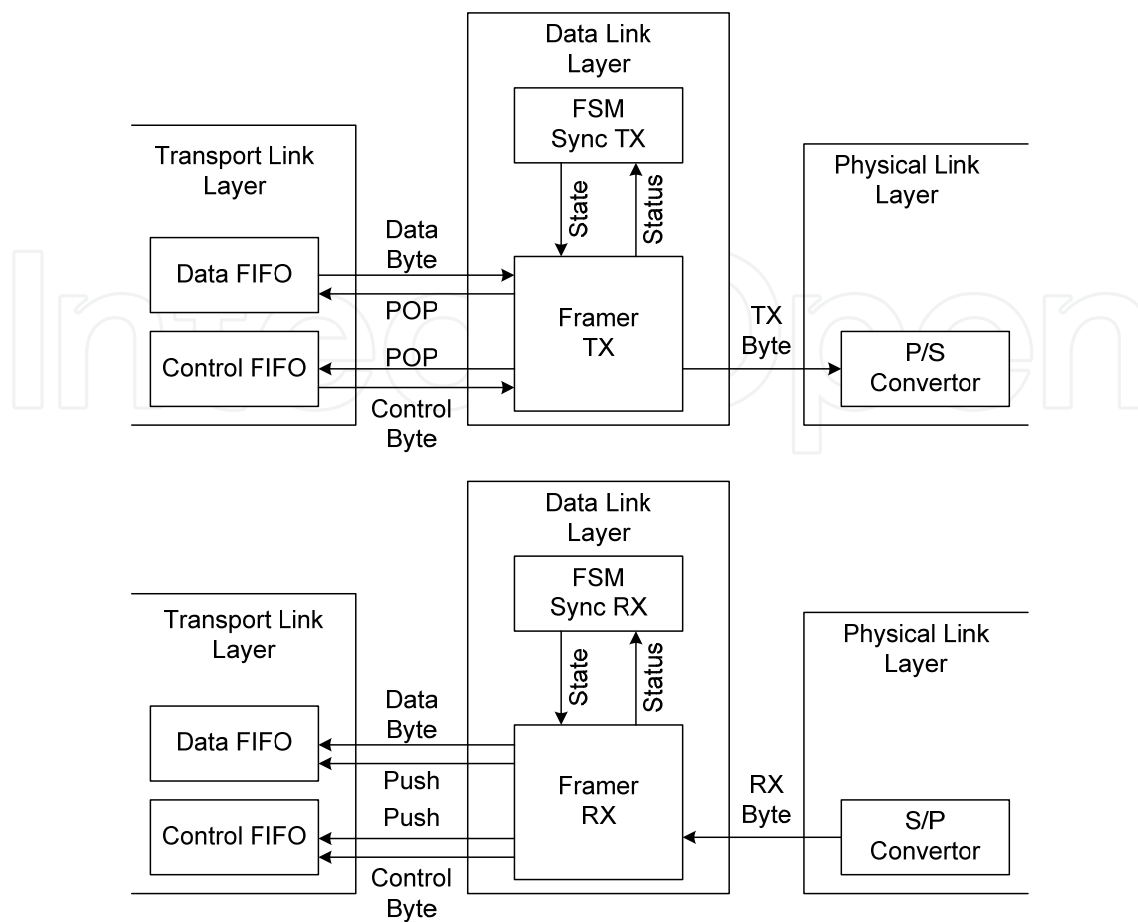 Data Link
Layer
FSM
Sync TX
Transport Link
Layer
Physical Link
Layer
State
Status
Data
Byte
Data FIFO
POP
Framer
TX
TX
Byte
POP
Control FIFO
P/S
Convertor
Control
Byte
InteOpen
Data Link
Layer
FSM
Sync RX
Transport Link
Layer
Physical Link
Layer
State
Status
Data
Byte
Data FIFO
Push
Framer
RX
RX
Byte
Push
Control FIFO
S/P
Convertor
Control
Byte